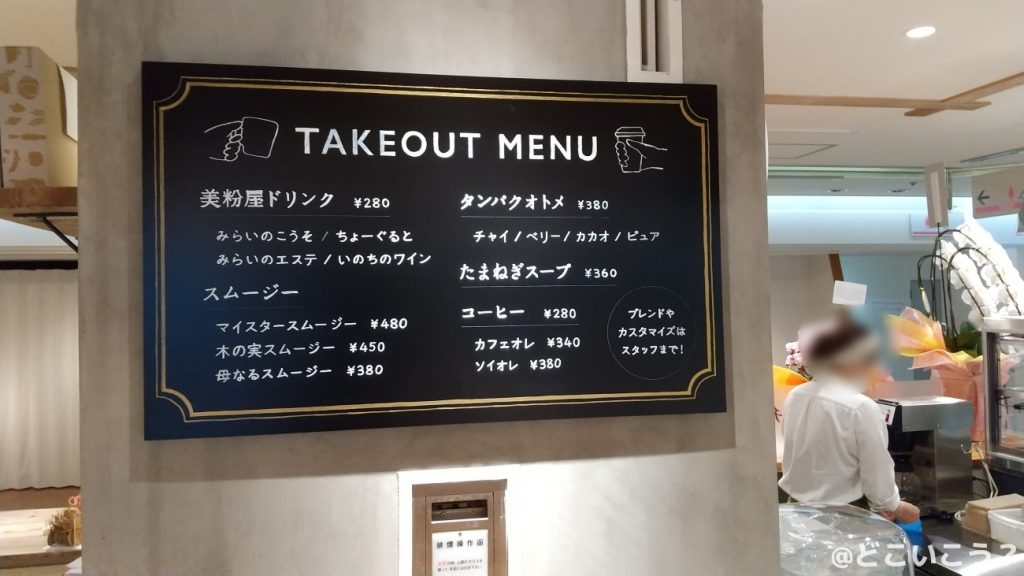 TAKEOUT MENU
美粉屋ドリンク ¥280
みらいのこうそ / ちょーぐると
みらいのエステ / いのちのワイン
スムージー
マイスタースムージー ¥480
木の実スムージー ¥450
母なるスムージー ¥380
タンパクオトメ ¥380
チャイ / ベリー / カカオ / ピュア
たまねぎスープ ¥360
コーヒー ¥280
カフェオレ ¥340
ソイオレ ¥380
ブレンドや
カスタマイズは
スタッフまで!
排煙操作函
@どこいこう?